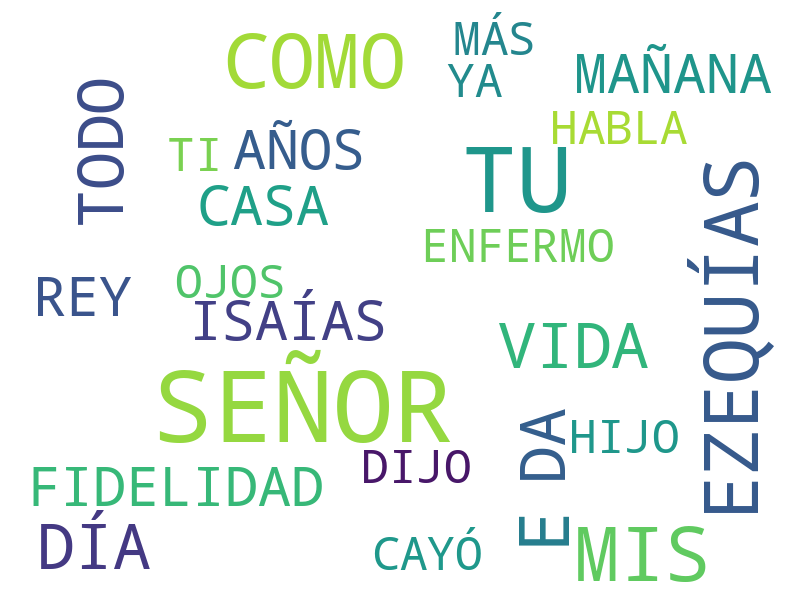 COMO
MÁS
YA
MAÑANA
TODO
TI
AÑOS
HABLA
CASA
TU
ENFERMO
EZEQUÍAS
REY
OJOS
ISAÍAS
VIDA
SEÑOR
DA
HIJO
DIJO
FIDELIDAD
E
DÍA
CAYÓ
MIS